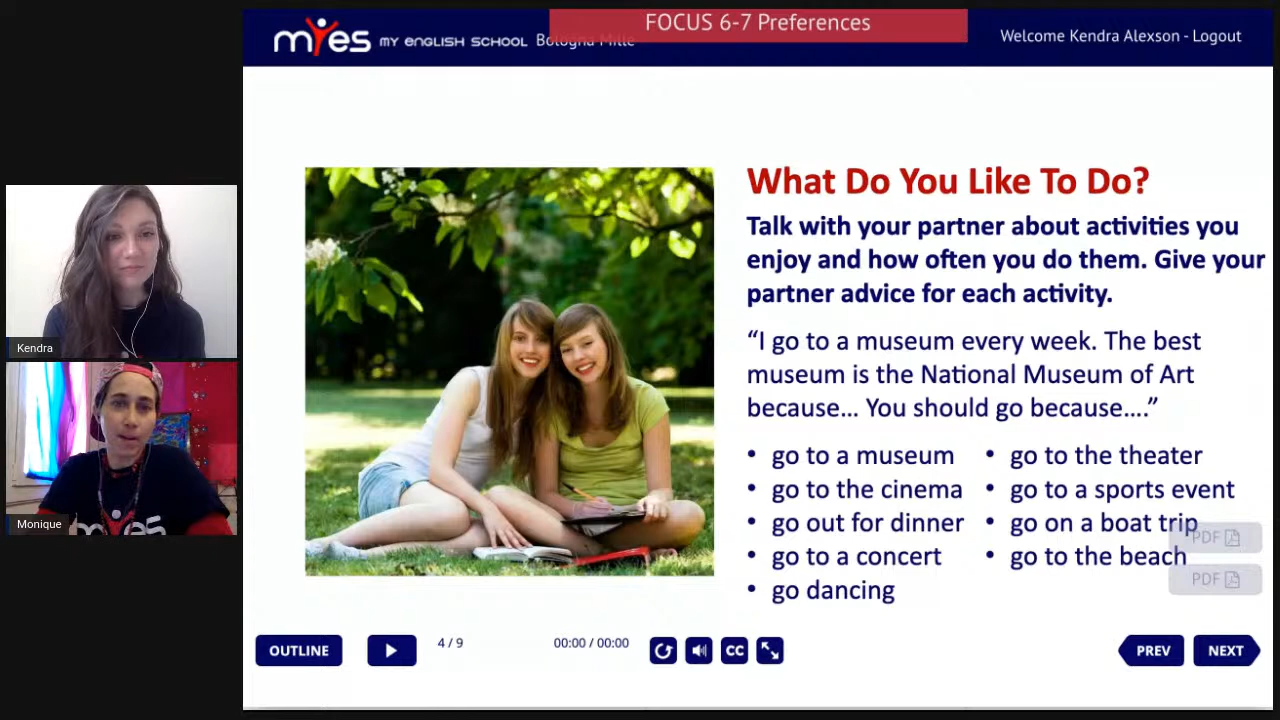 FOCUS 6-7 Preferences
myes MY ENGLISH SCHOOL Bologna Mille
Welcome Kendra Alexson - Logout
What Do You Like To Do?
Talk with your partner about activities you
enjoy and how often you do them. Give your
partner advice for each activity.
“I go to a museum every week. The best
museum is the National Museum of Art
because... You should go because....”
• go to a museum
• go to the cinema
• go out for dinner
• go to a concert
• go dancing
• go to the theater
• go to a sports event
• go on a boat trip
• go to the beach
PDF
PDF
Kendra
Monique
myes
OUTLINE
4 / 9
00:00 / 00:00
CC
PREV
NEXT